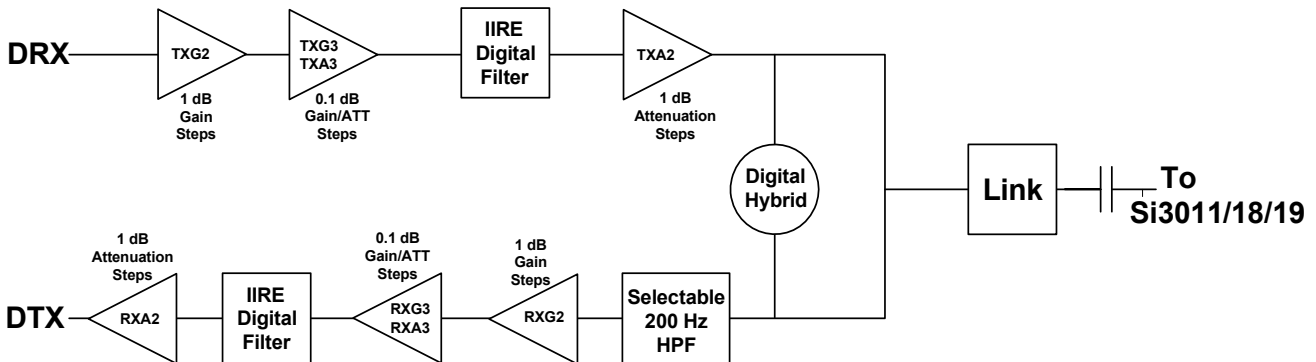 DRX
TXG2
1 dB
Gain
Steps
TXG3
TXA3
0.1 dB
Gain/ATT
Steps
IIRE
Digital
Filter
TXA2
1 dB
Attenuation
Steps
Digital
Hybrid
Link
To
Si3011/18/19
DTX
1 dB
Attenuation
Steps
RXA2
IIRE
Digital
Filter
0.1 dB
Gain/ATT
Steps
RXG3
RXA3
1 dB
Gain
Steps
RXG2
Selectable
200 Hz
HPF